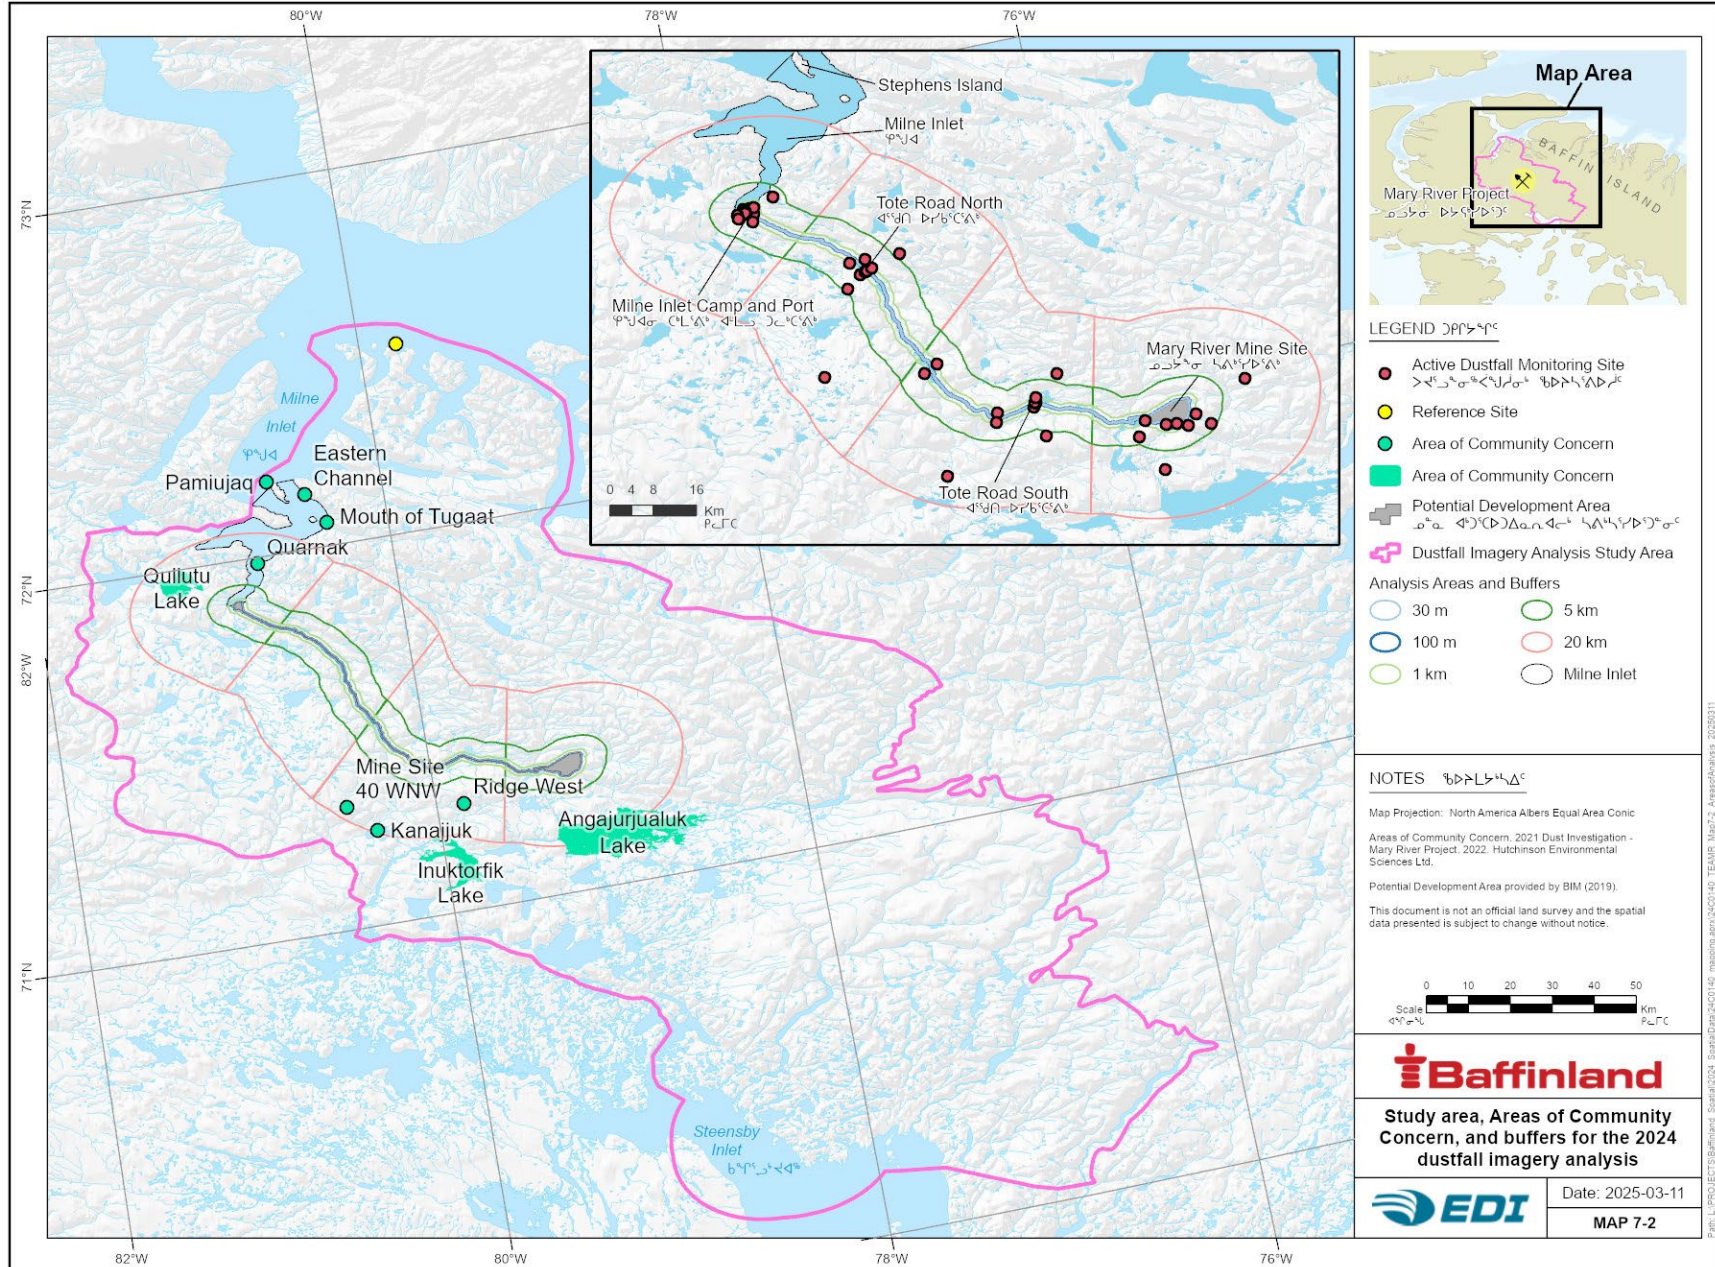 80°W
78°W
76°W
73°N
72°N
82°W
71°N
82°W
80°W
78°W
76°W
Milne
Inlet
ᕿᙳᐊ
Pamiujaq
Eastern
Channel
Mouth of Tugaat
Quarnak
Quilutu
Lake
Mine Site
40 WNW
Ridge West
Kanajjuk
Inuktorfik
Lake
Angajurjualuk
Lake
Steensby
Inlet
Stephens Island
Milne Inlet
ᕿᙳᐊ
Tote Road North
Milne Inlet Camp and Port
Mary River Mine Site
Tote Road South
0 4 8 16
Km
ᑭᓚᒥᑕ
Map Area
BAFFIN ISLAND
Mary River Project
LEGEND
Active Dustfall Monitoring Site
Reference Site
Area of Community Concern
Area of Community Concern
Potential Development Area
Dustfall Imagery Analysis Study Area
Analysis Areas and Buffers
30 m
5 km
100 m
20 km
1 km
Milne Inlet
NOTES
Map Projection: North America Albers Equal Area Conic
Areas of Community Concern. 2021 Dust Investigation -
Mary River Project. 2022. Hutchinson Environmental
Sciences Ltd.
Potential Development Area provided by BIM (2019).
This document is not an official land survey and the spatial
data presented is subject to change without notice.
0 10 20 30 40 50
Scale
Km
ᑭᓚᒥᑕ
Baffinland
Study area, Areas of Community
Concern, and buffers for the 2024
dustfall imagery analysis
EDI
Date: 2025-03-11
MAP 7-2